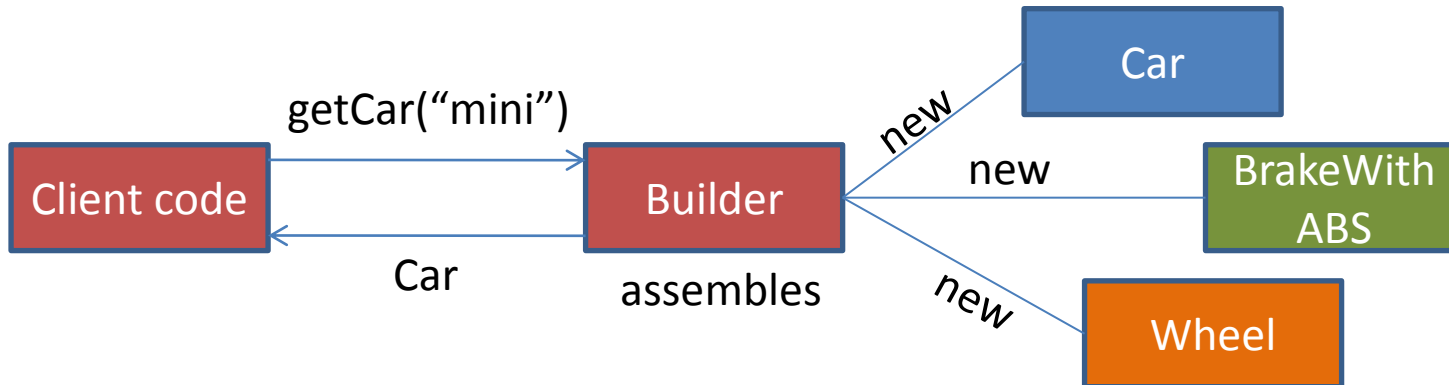 getCar(“mini”)
Client code
Car
Builder
assembles
new
new
new
Car
BrakeWith
ABS
Wheel